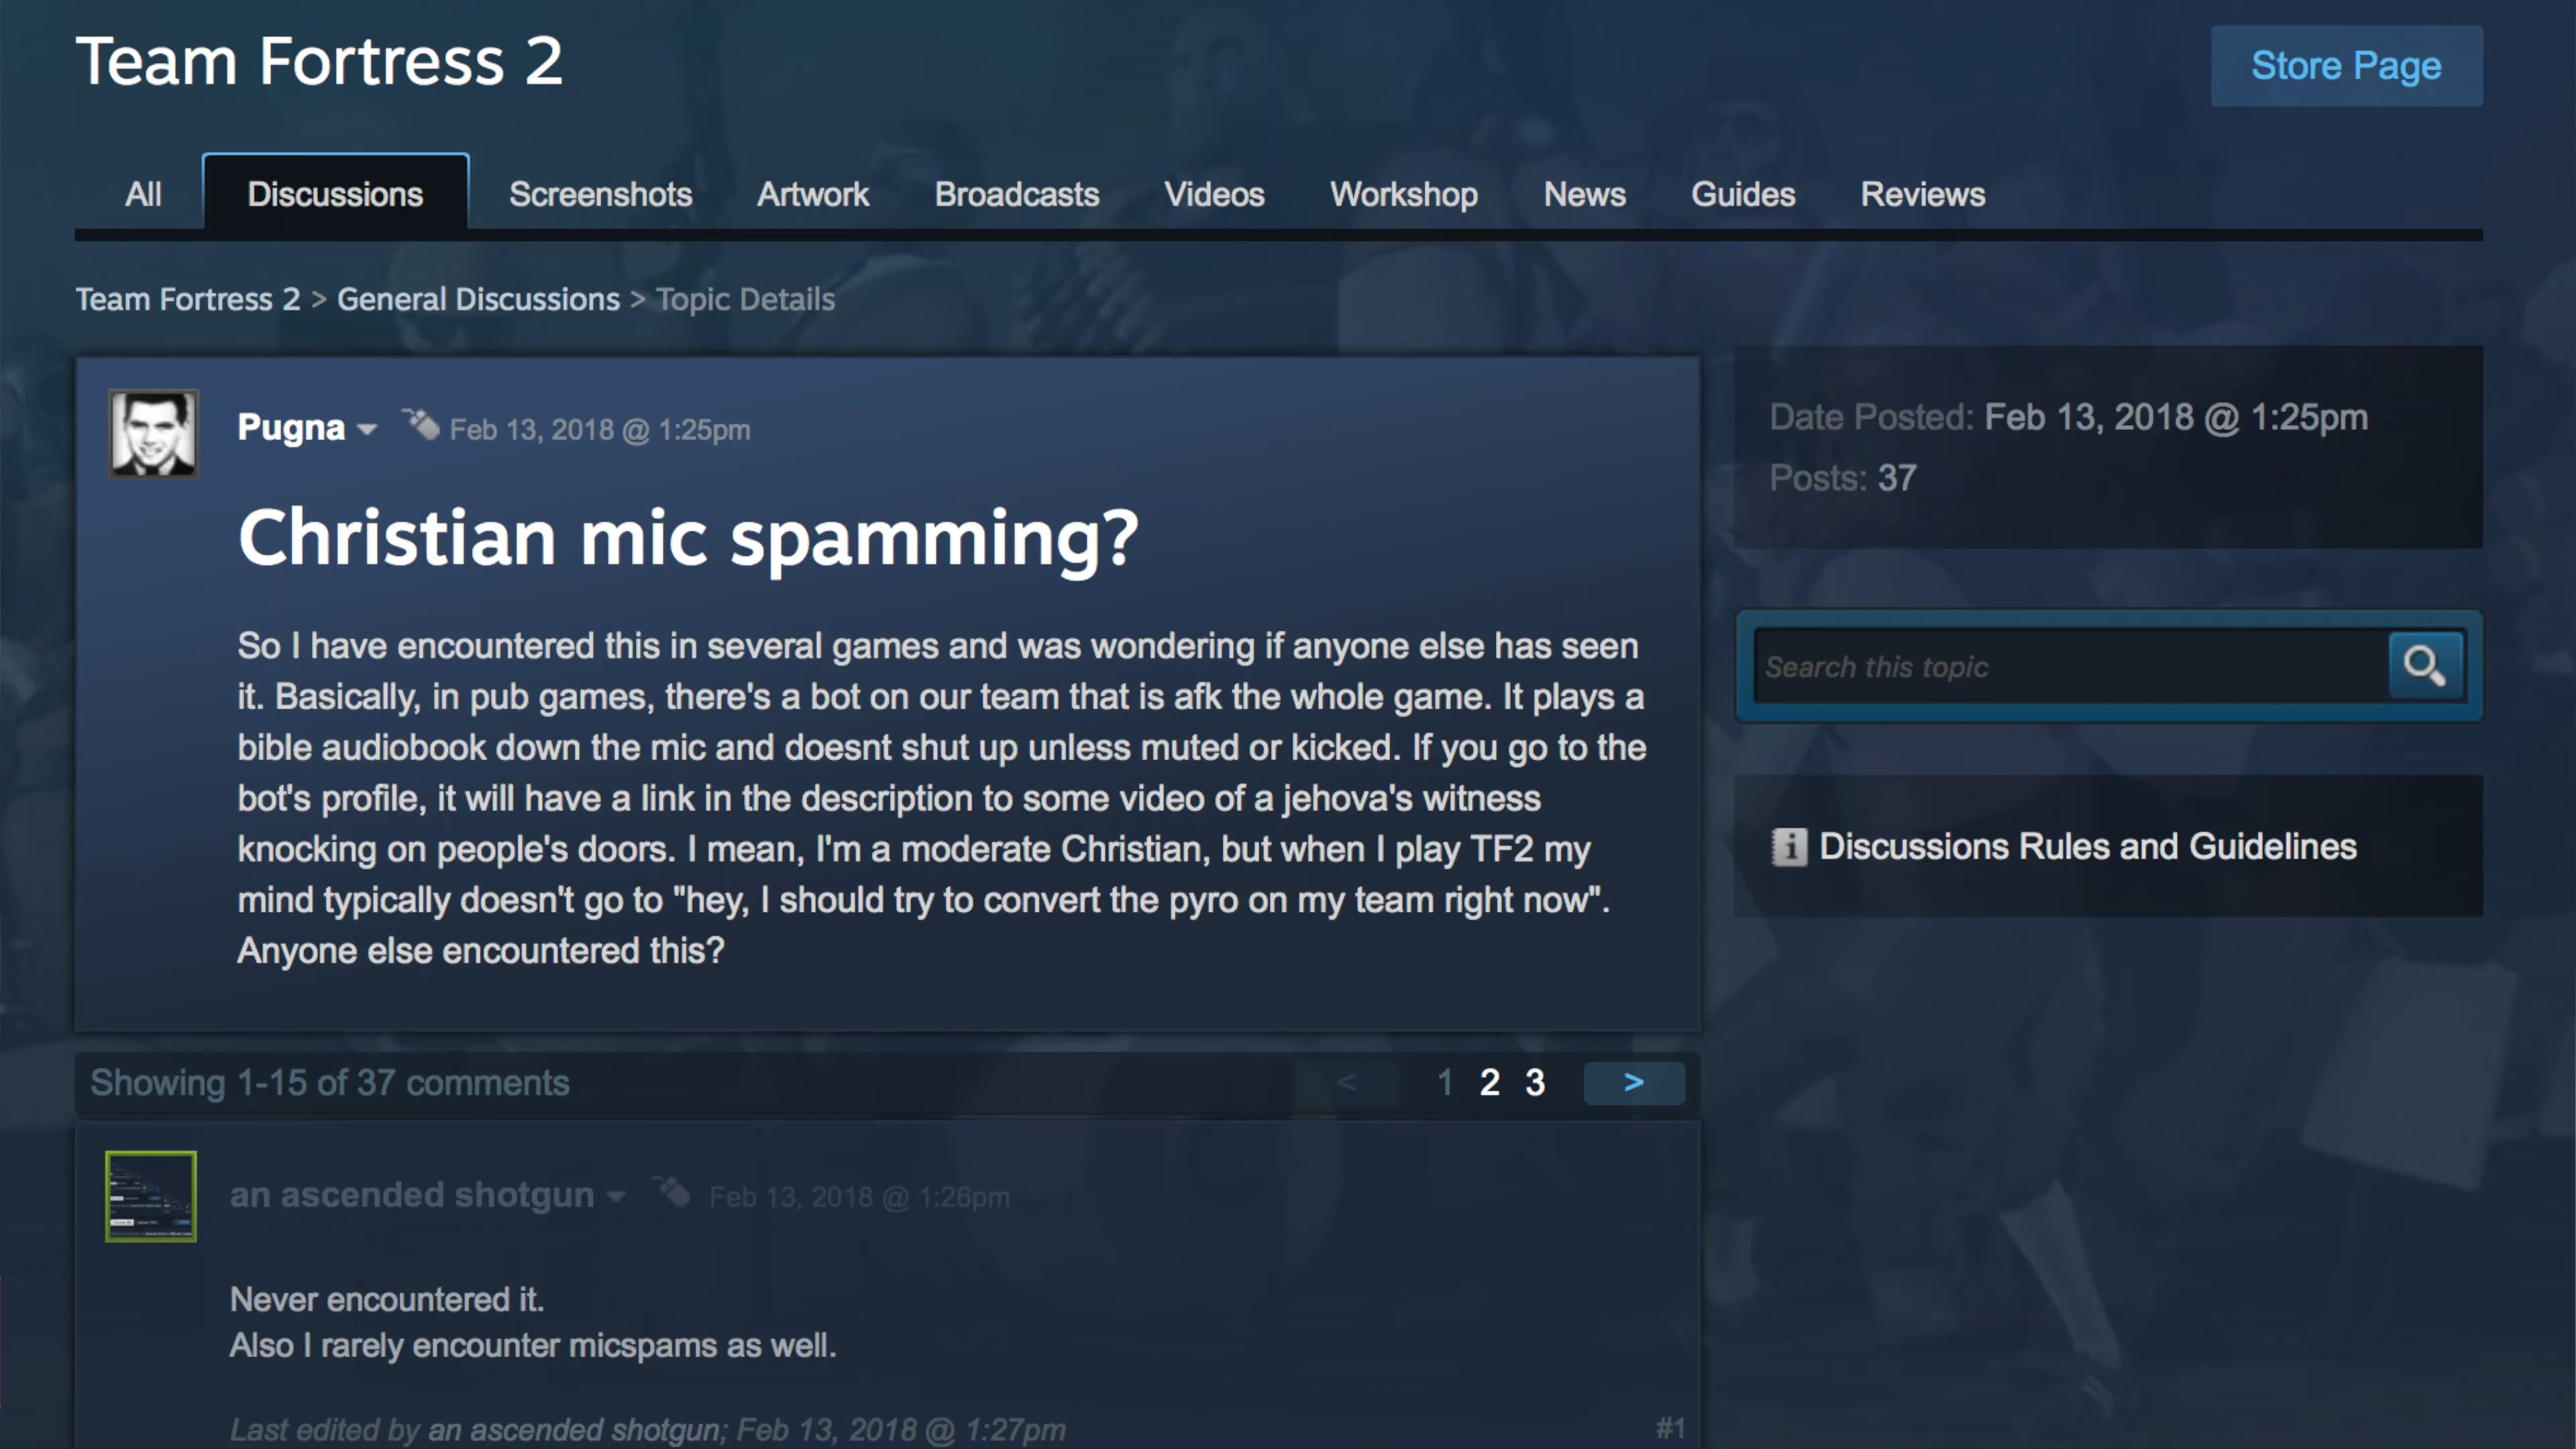 Team Fortress 2
Store Page
All Discussions Screenshots Artwork Broadcasts Videos Workshop News Guides Reviews
Team Fortress 2 > General Discussions > Topic Details
Pugna Feb 13, 2018 @ 1:25pm
Christian mic spamming?
So I have encountered this in several games and was wondering if anyone else has seen
it. Basically, in pub games, there's a bot on our team that is afk the whole game. It plays a
bible audiobook down the mic and doesnt shut up unless muted or kicked. If you go to the
bot's profile, it will have a link in the description to some video of a jehova's witness
knocking on people's doors. I mean, I'm a moderate Christian, but when I play TF2 my
mind typically doesn't go to "hey, I should try to convert the pyro on my team right now".
Anyone else encountered this?
Date Posted: Feb 13, 2018 @ 1:25pm
Posts: 37
Search this topic
Discussions Rules and Guidelines
Showing 1-15 of 37 comments
< 1 2 3 >
an ascended shotgun Feb 13, 2018 @ 1:26pm
Never encountered it.
Also I rarely encounter micspams as well.
Last edited by an ascended shotgun; Feb 13, 2018 @ 1:27pm
#1